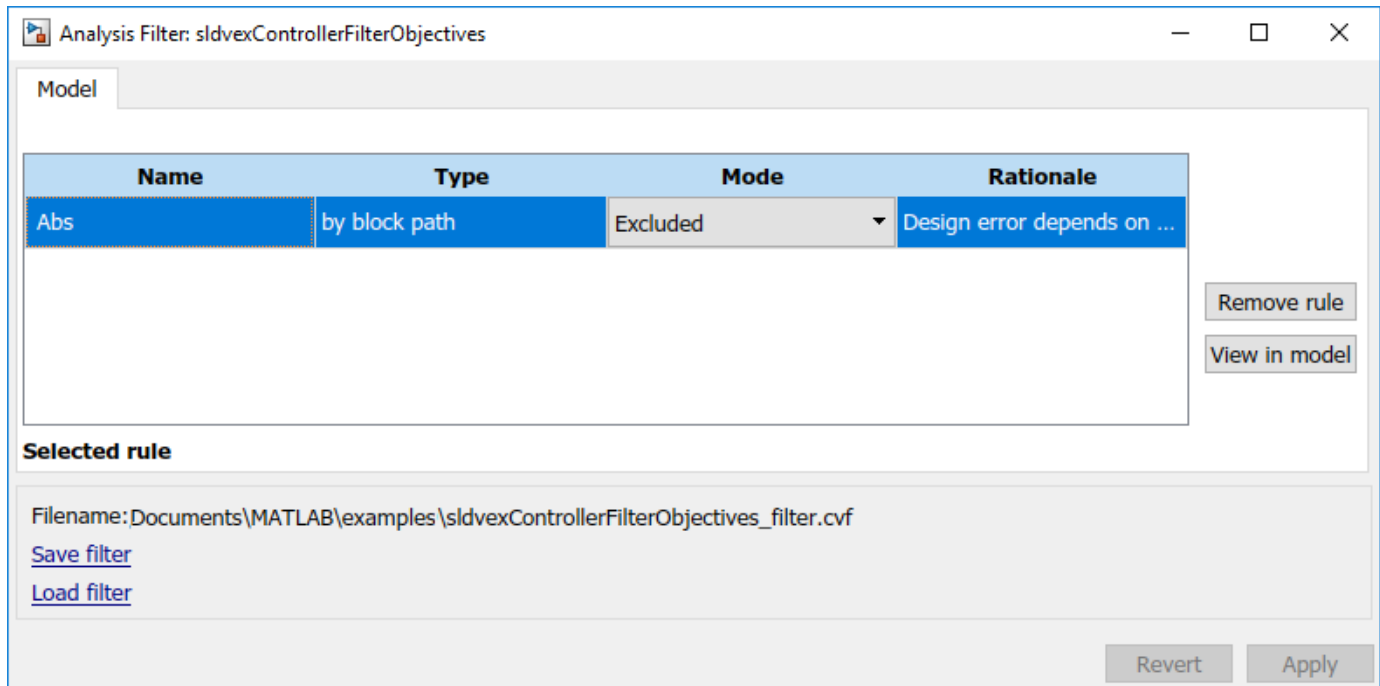 Analysis Filter: sldvexControllerFilterObjectives
Model
Name Type Mode Rationale
Abs by block path Excluded Design error depends on ...
Remove rule
View in model
Selected rule
Filename: Documents\MATLAB\examples\sldvexControllerFilterObjectives_filter.cvf
Save filter
Load filter
Revert Apply